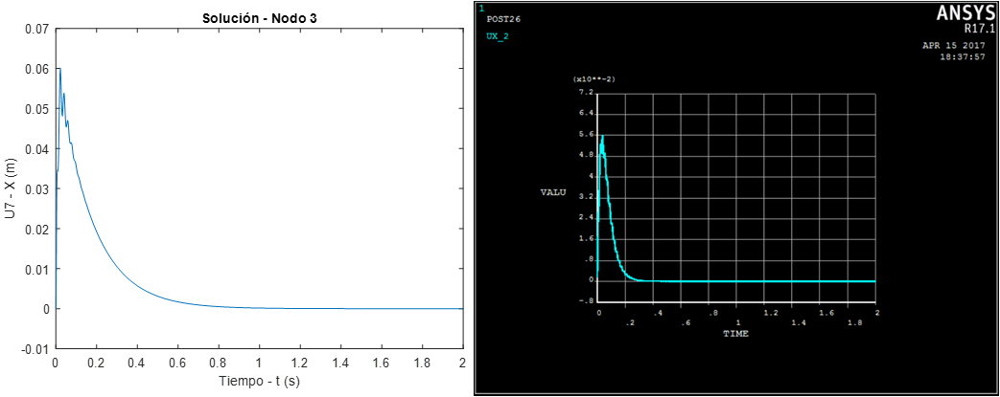 Solución - Nodo 3
0.07
0.06
0.05
0.04
0.03
0.02
0.01
0
-0.01
U7 - X (m)
0 0.2 0.4 0.6 0.8 1 1.2 1.4 1.6 1.8 2
Tiempo - t (s)
1
POST26
UX_2
ANSYS
R17.1
APR 15 2017
18:37:57
(x10**-2)
7.2
6.4
5.6
4.8
4
3.2
2.4
1.6
.8
0
-.8
VALU
0 .4 .8 1.2 1.6 2
.2 .6 1 1.4 1.8
TIME